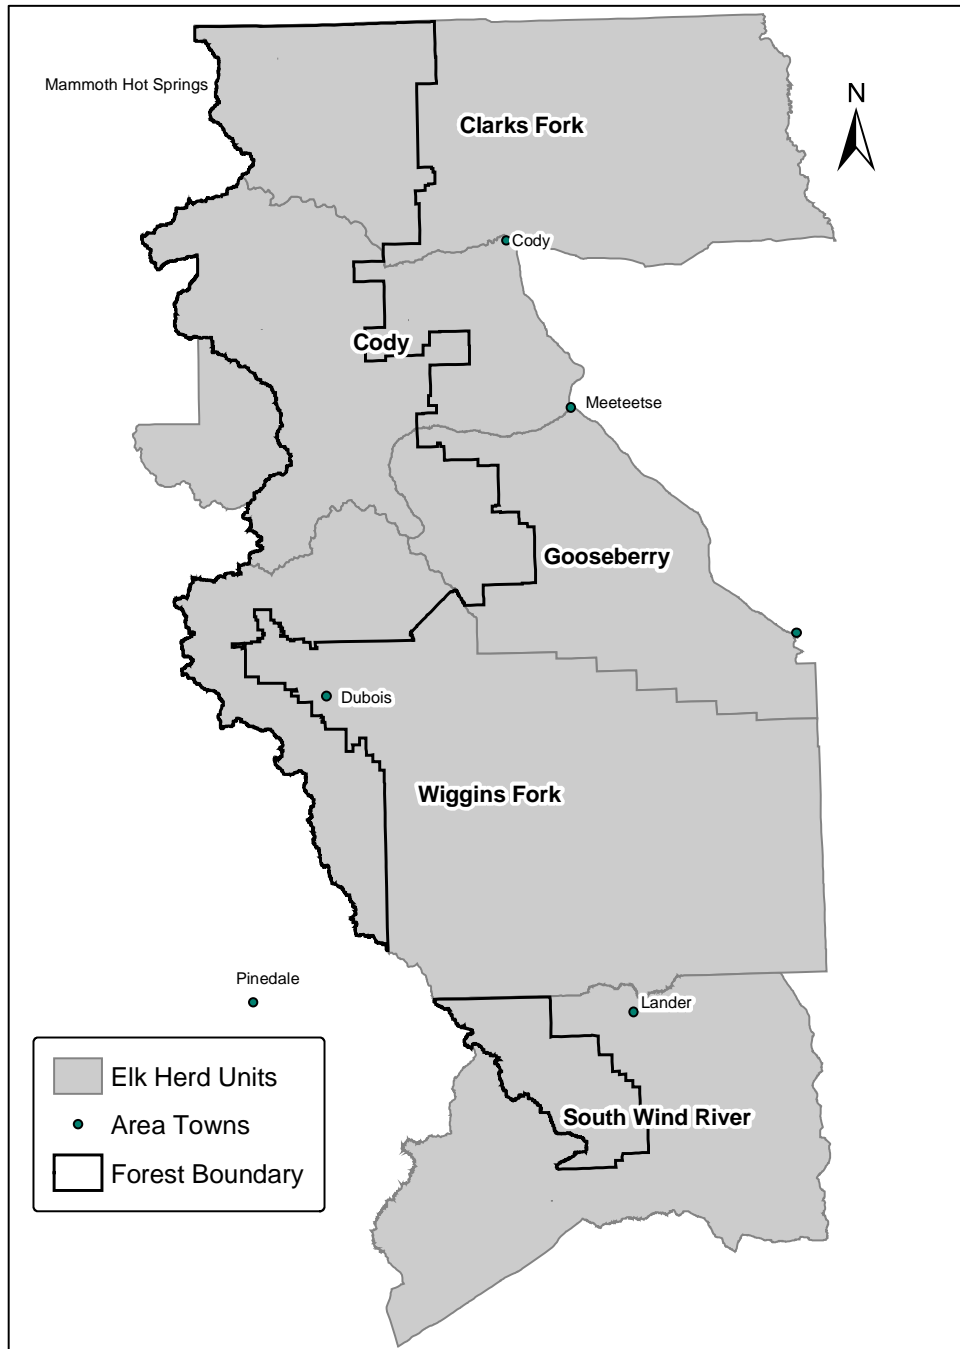 Mammoth Hot Springs
N
Clarks Fork
Cody
Cody
Meeteetse
Gooseberry
Dubois
Wiggins Fork
Pinedale
Lander
Elk Herd Units
Area Towns
South Wind River
Forest Boundary